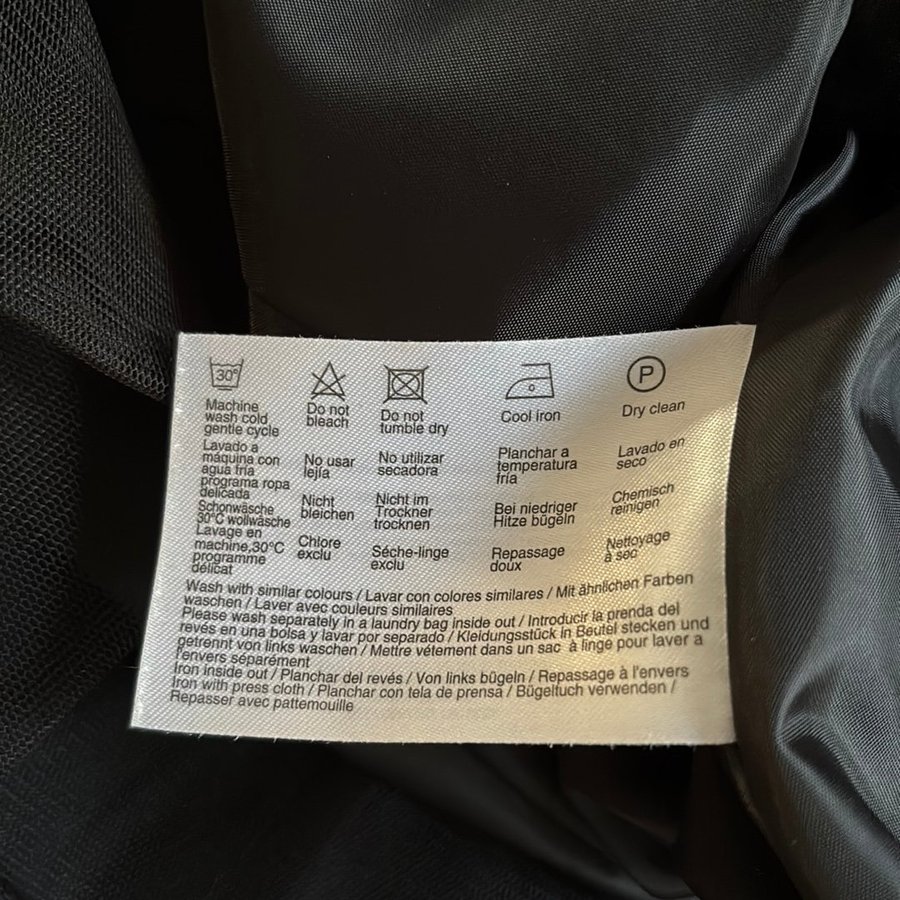 30°
Machine
wash cold
gentle cycle
Lavado a
máquina con
agua fria
programa ropa
delicada
Schonwäsche
30°C wollwäsche
Lavage en
machine,30°C
programme
délicat
Do not
bleach
No usar
lejía
Nicht
bleichen
Chlore
exclu
Do not
tumble dry
No utilizar
secadora
Nicht im
Trockner
trocknen
Séche-linge
exclu
Cool iron
Planchar a
temperatura
fría
Bei niedriger
Hitze bügeln
Repassage
doux
P
Dry clean
Lavado en
seco
Chemisch
reinigen
Nettoyage
à sec
Wash with similar colours / Lavar con colores similares / Mit ähnlichen Farben
waschen / Laver avec couleurs similaires
Please wash separately in a laundry bag inside out / Introducir la prenda del
revés en una bolsa y lavar por separado / Kleidungsstück in Beutel stecken und
getrennt von links waschen / Mettre vétement dans un sac à linge pour laver a
l'envers séparément
Iron inside out / Planchar del revés / Von links bügeln / Repassage à l'envers
Iron with press cloth / Planchar con tela de prensa / Bügeltuch verwenden /
Repasser avec pattemouille